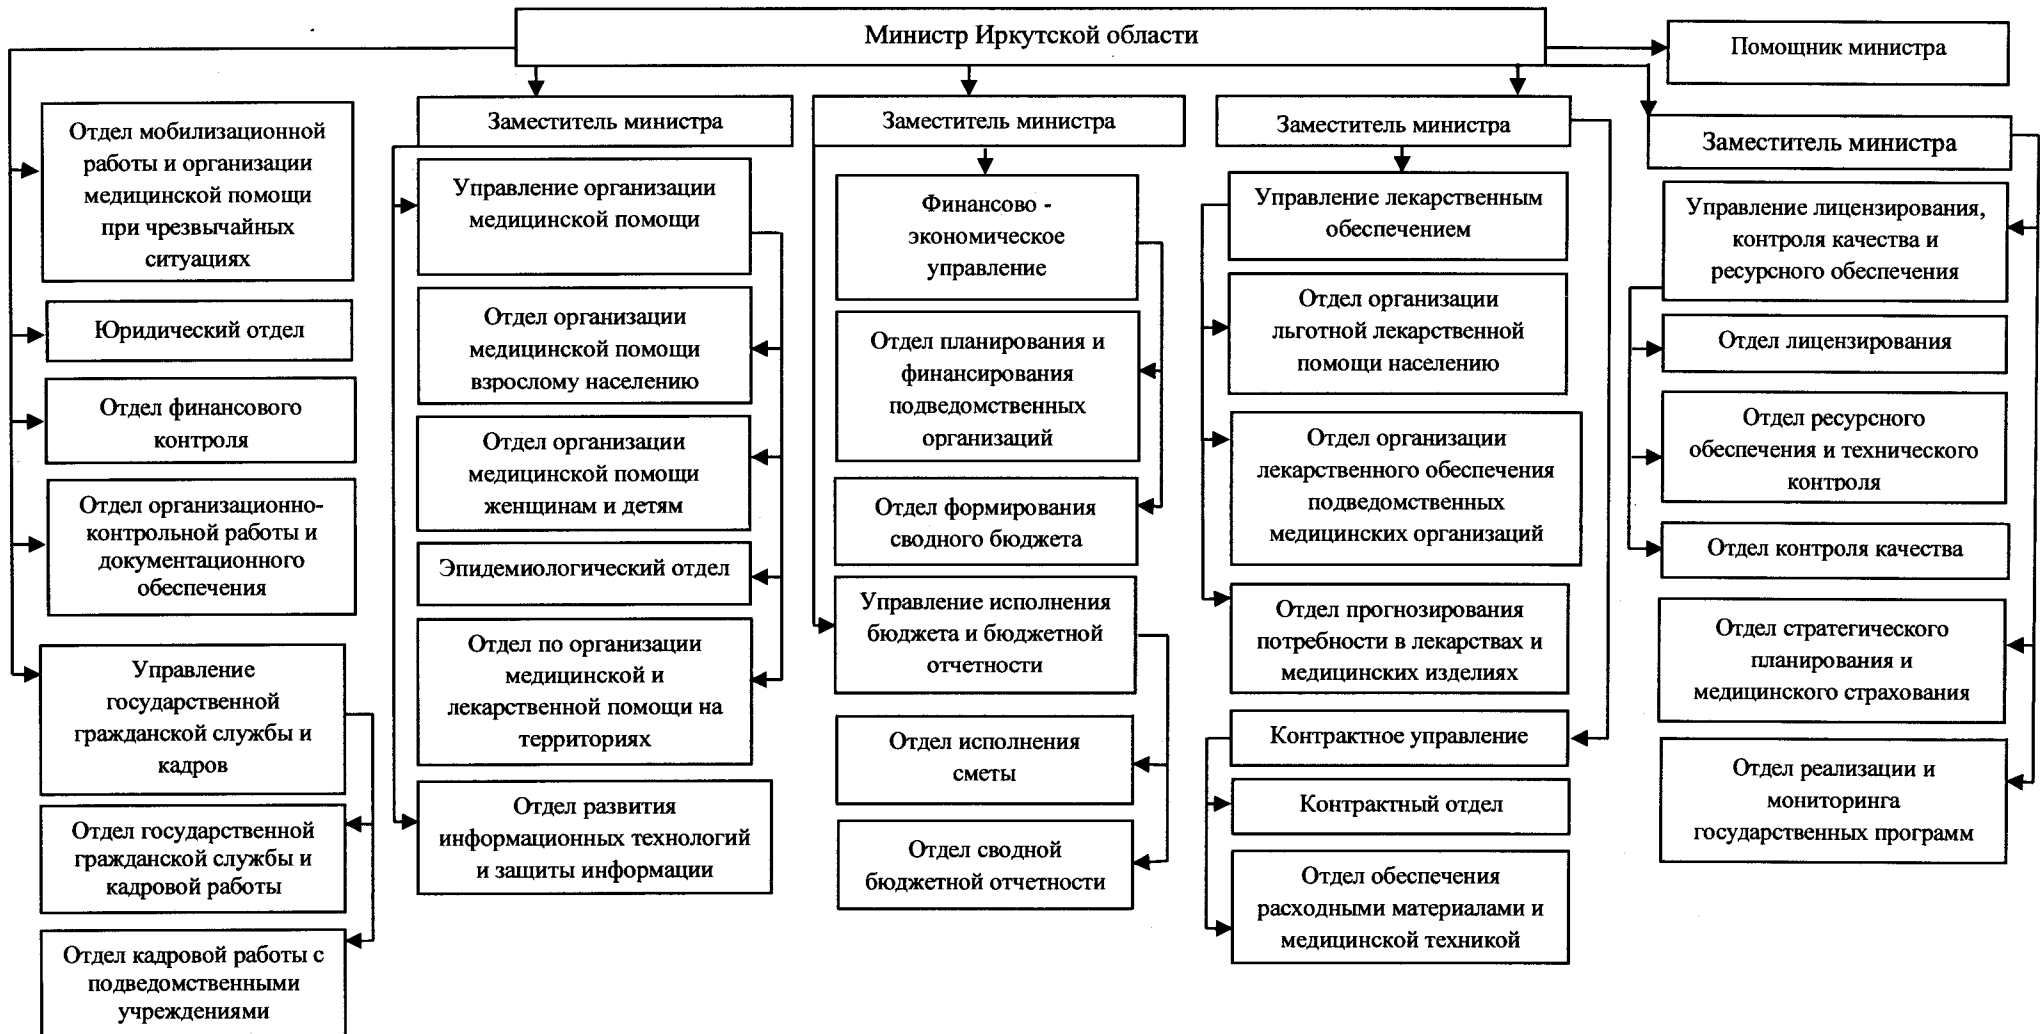 Министр Иркутской области
Помощник министра
Отдел мобилизационной
работы и организации
медицинской помощи
при чрезвычайных
ситуациях
Юридический отдел
Отдел финансового
контроля
Отдел организационно-
контрольной работы и
документационного
обеспечения
Управление
государственной
гражданской службы и
кадров
Отдел государственной
гражданской службы и
кадровой работы
Отдел кадровой работы с
подведомственными
учреждениями
Заместитель министра
Управление организации
медицинской помощи
Отдел организации
медицинской помощи
взрослому населению
Отдел организации
медицинской помощи
женщинам и детям
Эпидемиологический отдел
Отдел по организации
медицинской и
лекарственной помощи на
территориях
Отдел развития
информационных технологий
и защиты информации
Заместитель министра
Финансово -
экономическое
управление
Отдел планирования и
финансирования
подведомственных
организаций
Отдел формирования
сводного бюджета
Управление исполнения
бюджета и бюджетной
отчетности
Отдел исполнения
сметы
Отдел сводной
бюджетной отчетности
Заместитель министра
Управление лекарственным
обеспечением
Отдел организации
льготной лекарственной
помощи населению
Отдел организации
лекарственного обеспечения
подведомственных
медицинских организаций
Отдел прогнозирования
потребности в лекарствах и
медицинских изделиях
Контрактное управление
Контрактный отдел
Отдел обеспечения
расходными материалами и
медицинской техникой
Заместитель министра
Управление лицензирования,
контроля качества и
ресурсного обеспечения
Отдел лицензирования
Отдел ресурсного
обеспечения и технического
контроля
Отдел контроля качества
Отдел стратегического
планирования и
медицинского страхования
Отдел реализации и
мониторинга
государственных программ